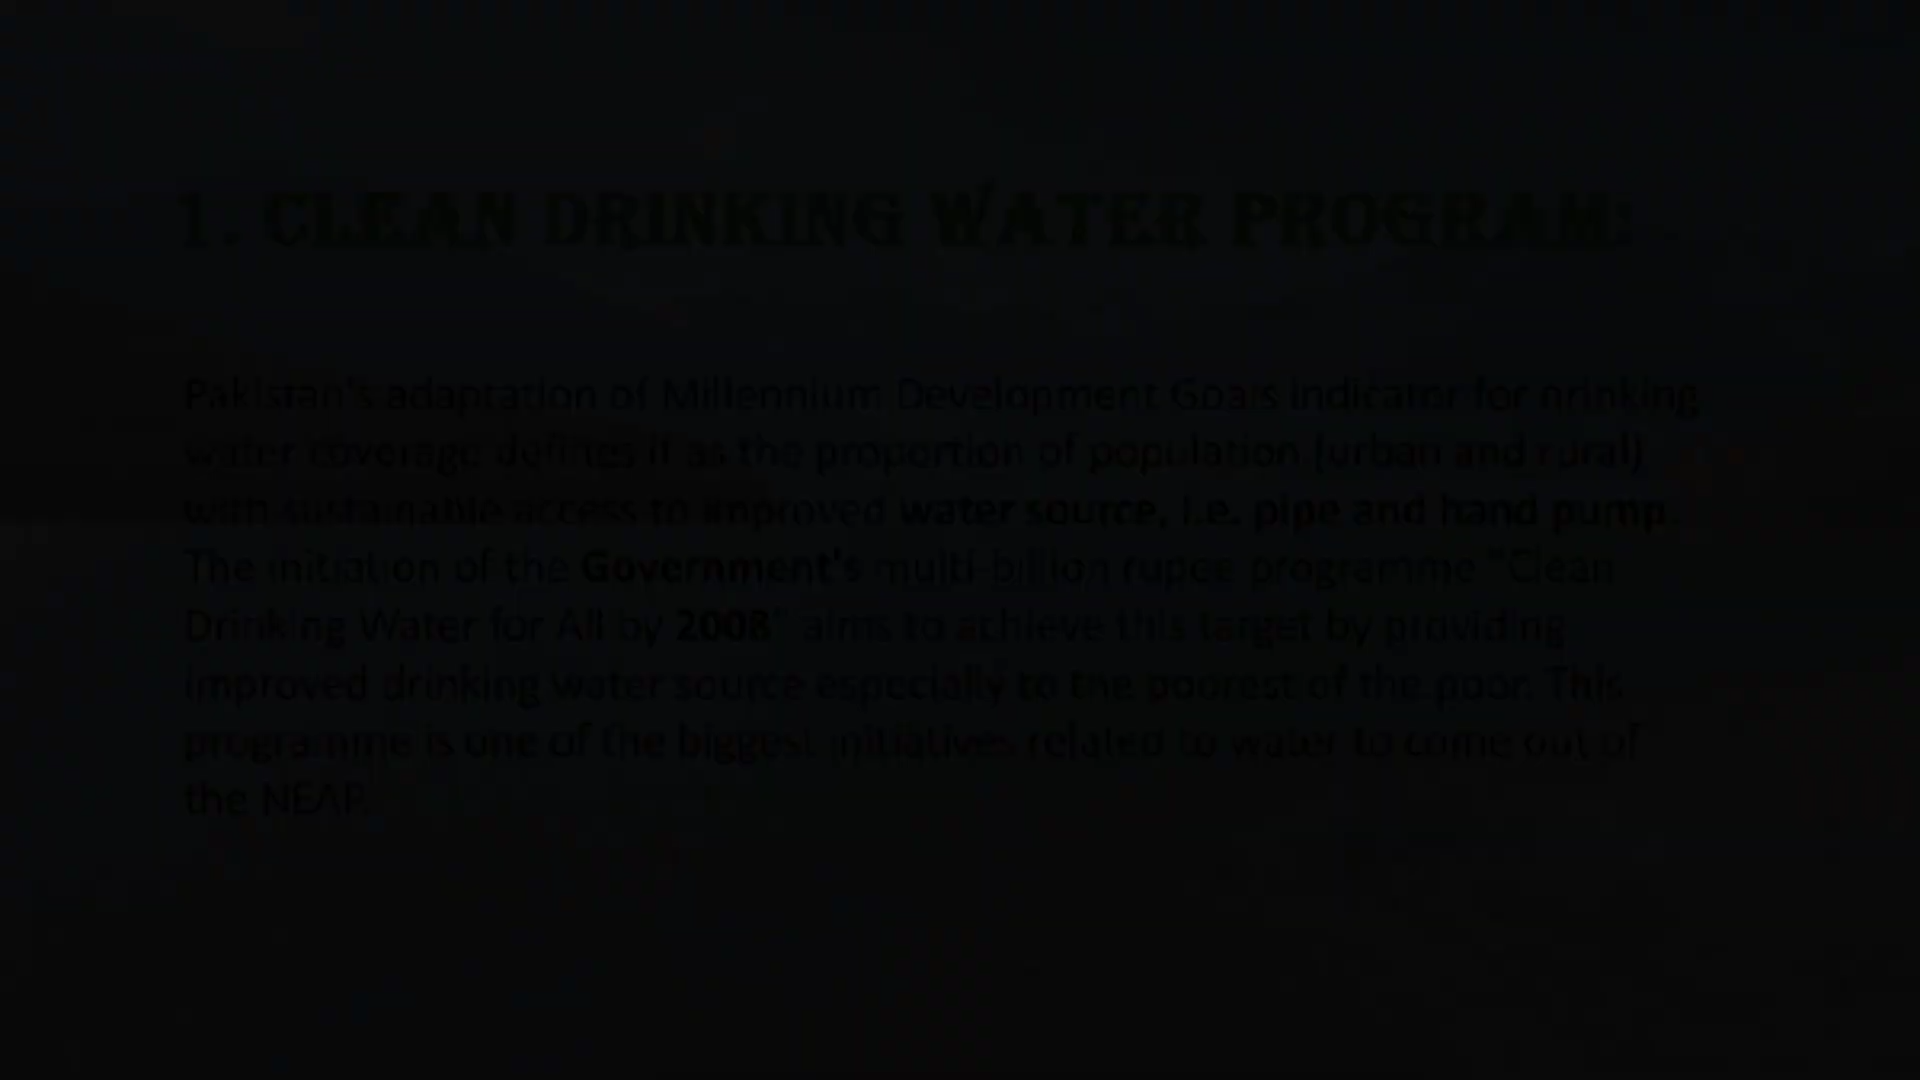 1. CLEAN DRINKING WATER PROGRAM:
Pakistan's adaptation of Millennium Development Goals indicator for drinking
water coverage defines it as the proportion of population (urban and rural)
with sustainable access to improved water source, i.e. pipe and hand pump.
The initiation of the Government's multi-billion rupee programme "Clean
Drinking Water for All by 2008" aims to achieve this target by providing
improved drinking water source especially to the poorest of the poor. This
programme is one of the biggest initiatives related to water to come out of
the NEAP.